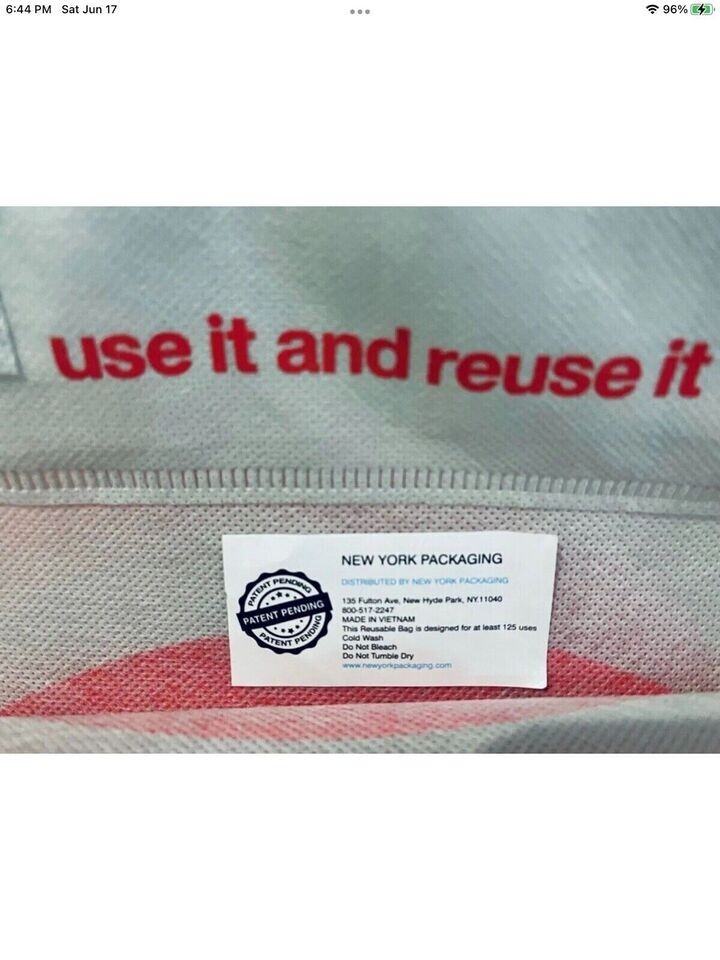 6:44 PM Sat Jun 17
96%
use it and reuse it
NEW YORK PACKAGING
DISTRIBUTED BY NEW YORK PACKAGING
PATENT PENDING
PATENT PENDING
PATENT PENDING
135 Fulton Ave, New Hyde Park, NY.11040
800-517-2247
MADE IN VIETNAM
This Reusable Bag is designed for at least 125 uses
Cold Wash
Do Not Bleach
Do Not Tumble Dry
www.newyorkpackaging.com